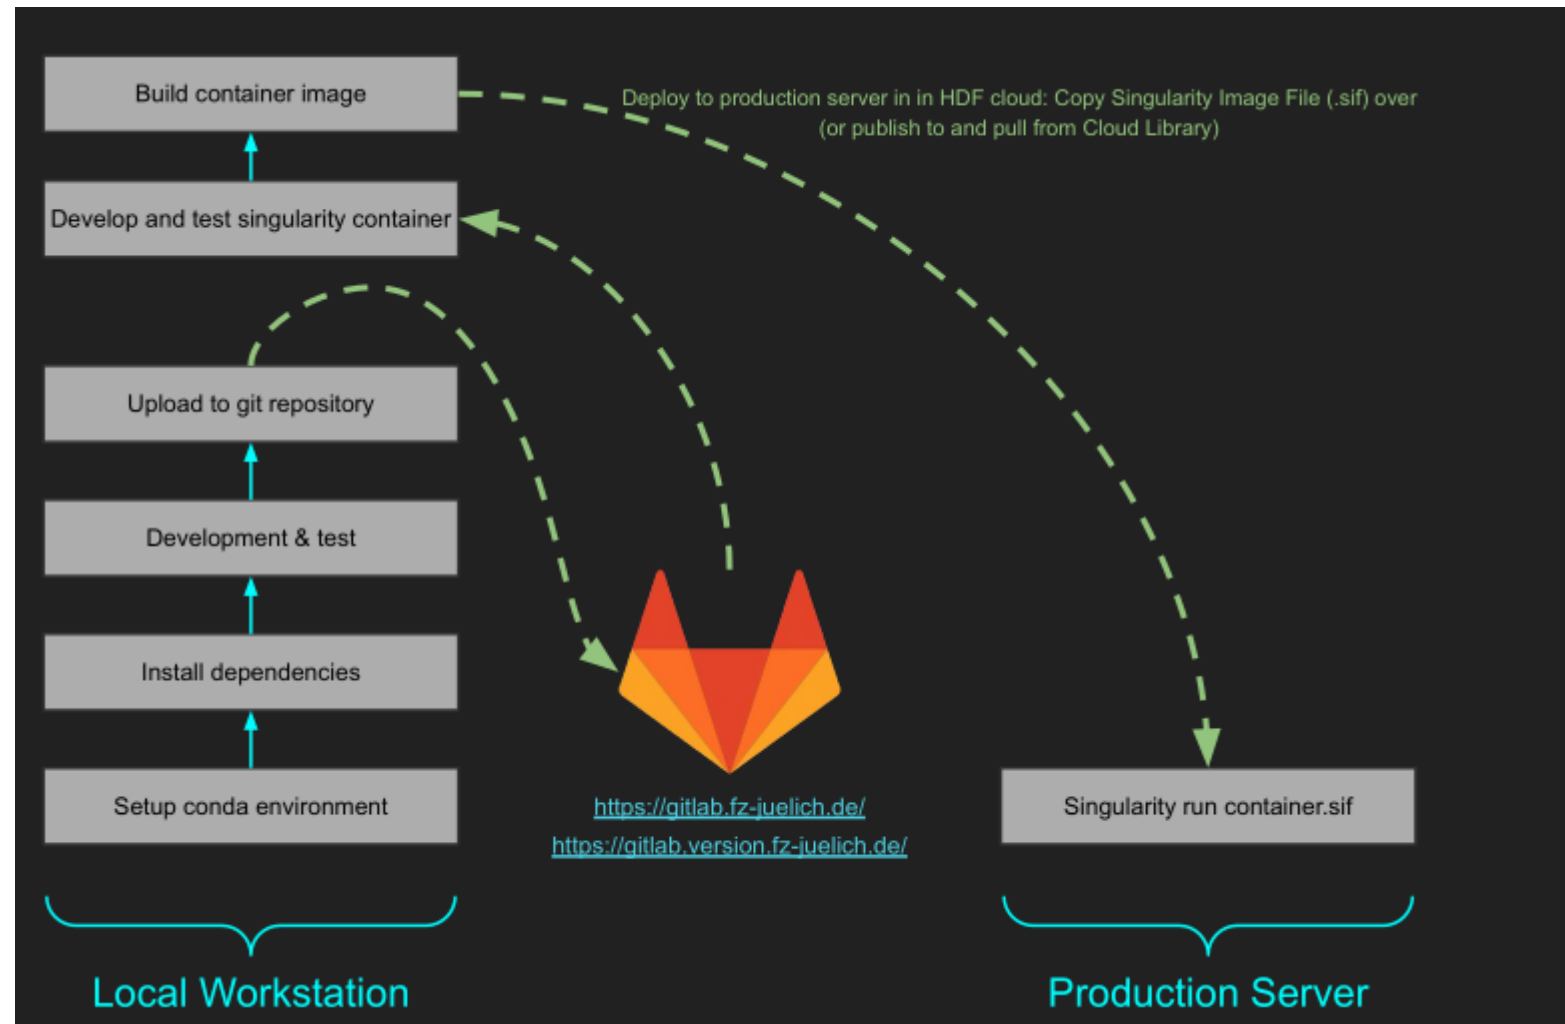 Build container image
Deploy to production server in in HDF cloud: Copy Singularity Image File (.sif) over
(or publish to and pull from Cloud Library)
Develop and test singularity container
Upload to git repository
Development & test
Install dependencies
Setup conda environment
https://gitlab.fz-juelich.de/
https://gitlab.version.fz-juelich.de/
Singularity run container.sif
Local Workstation
Production Server